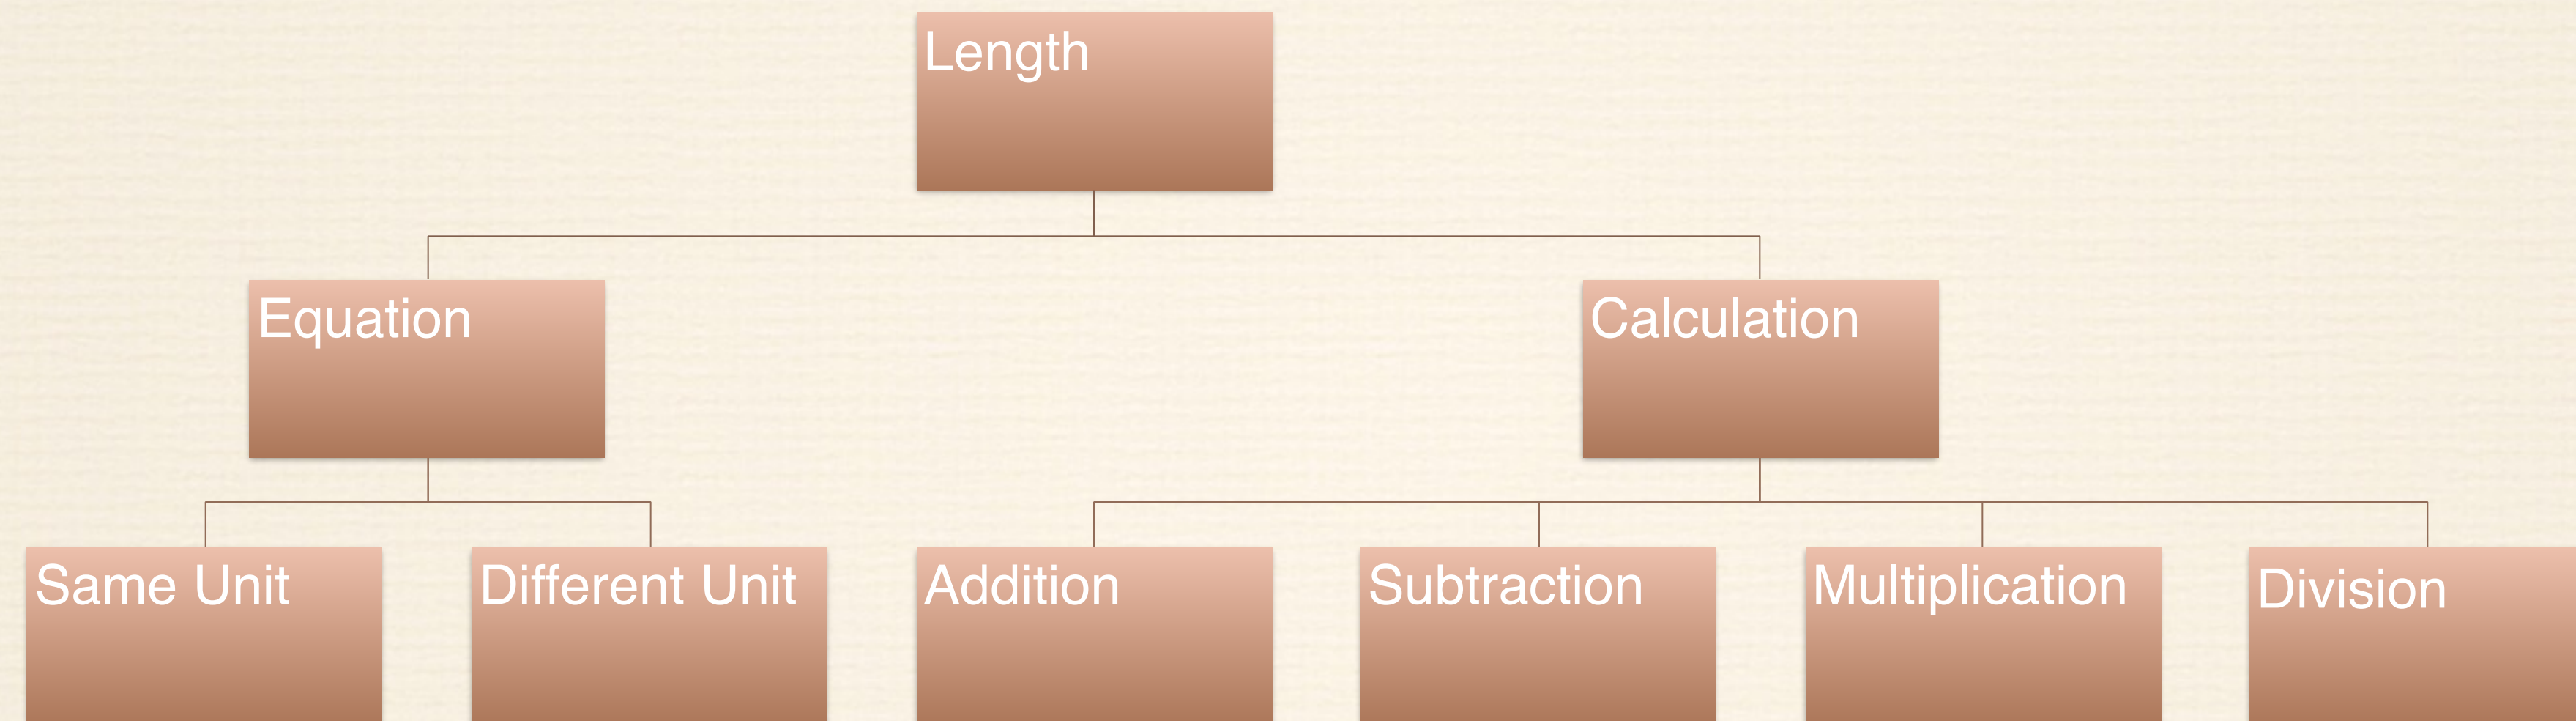 Length
Equation
Calculation
Same Unit
Different Unit
Addition
Subtraction
Multiplication
Division